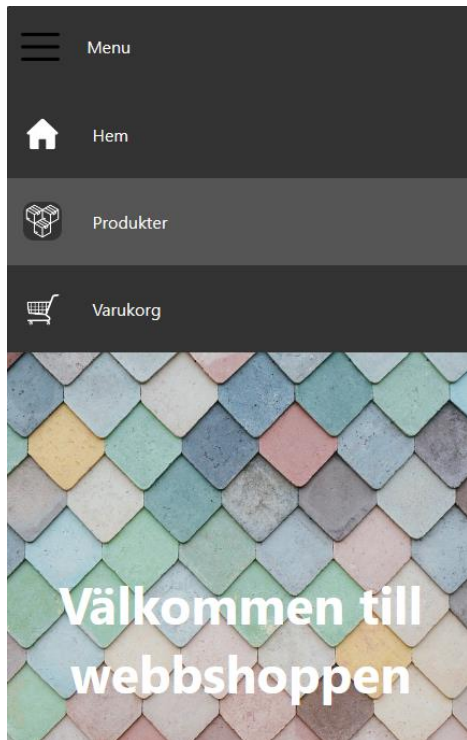 Menu
Hem
Produkter
Varukorg
Välkommen till
webbshoppen